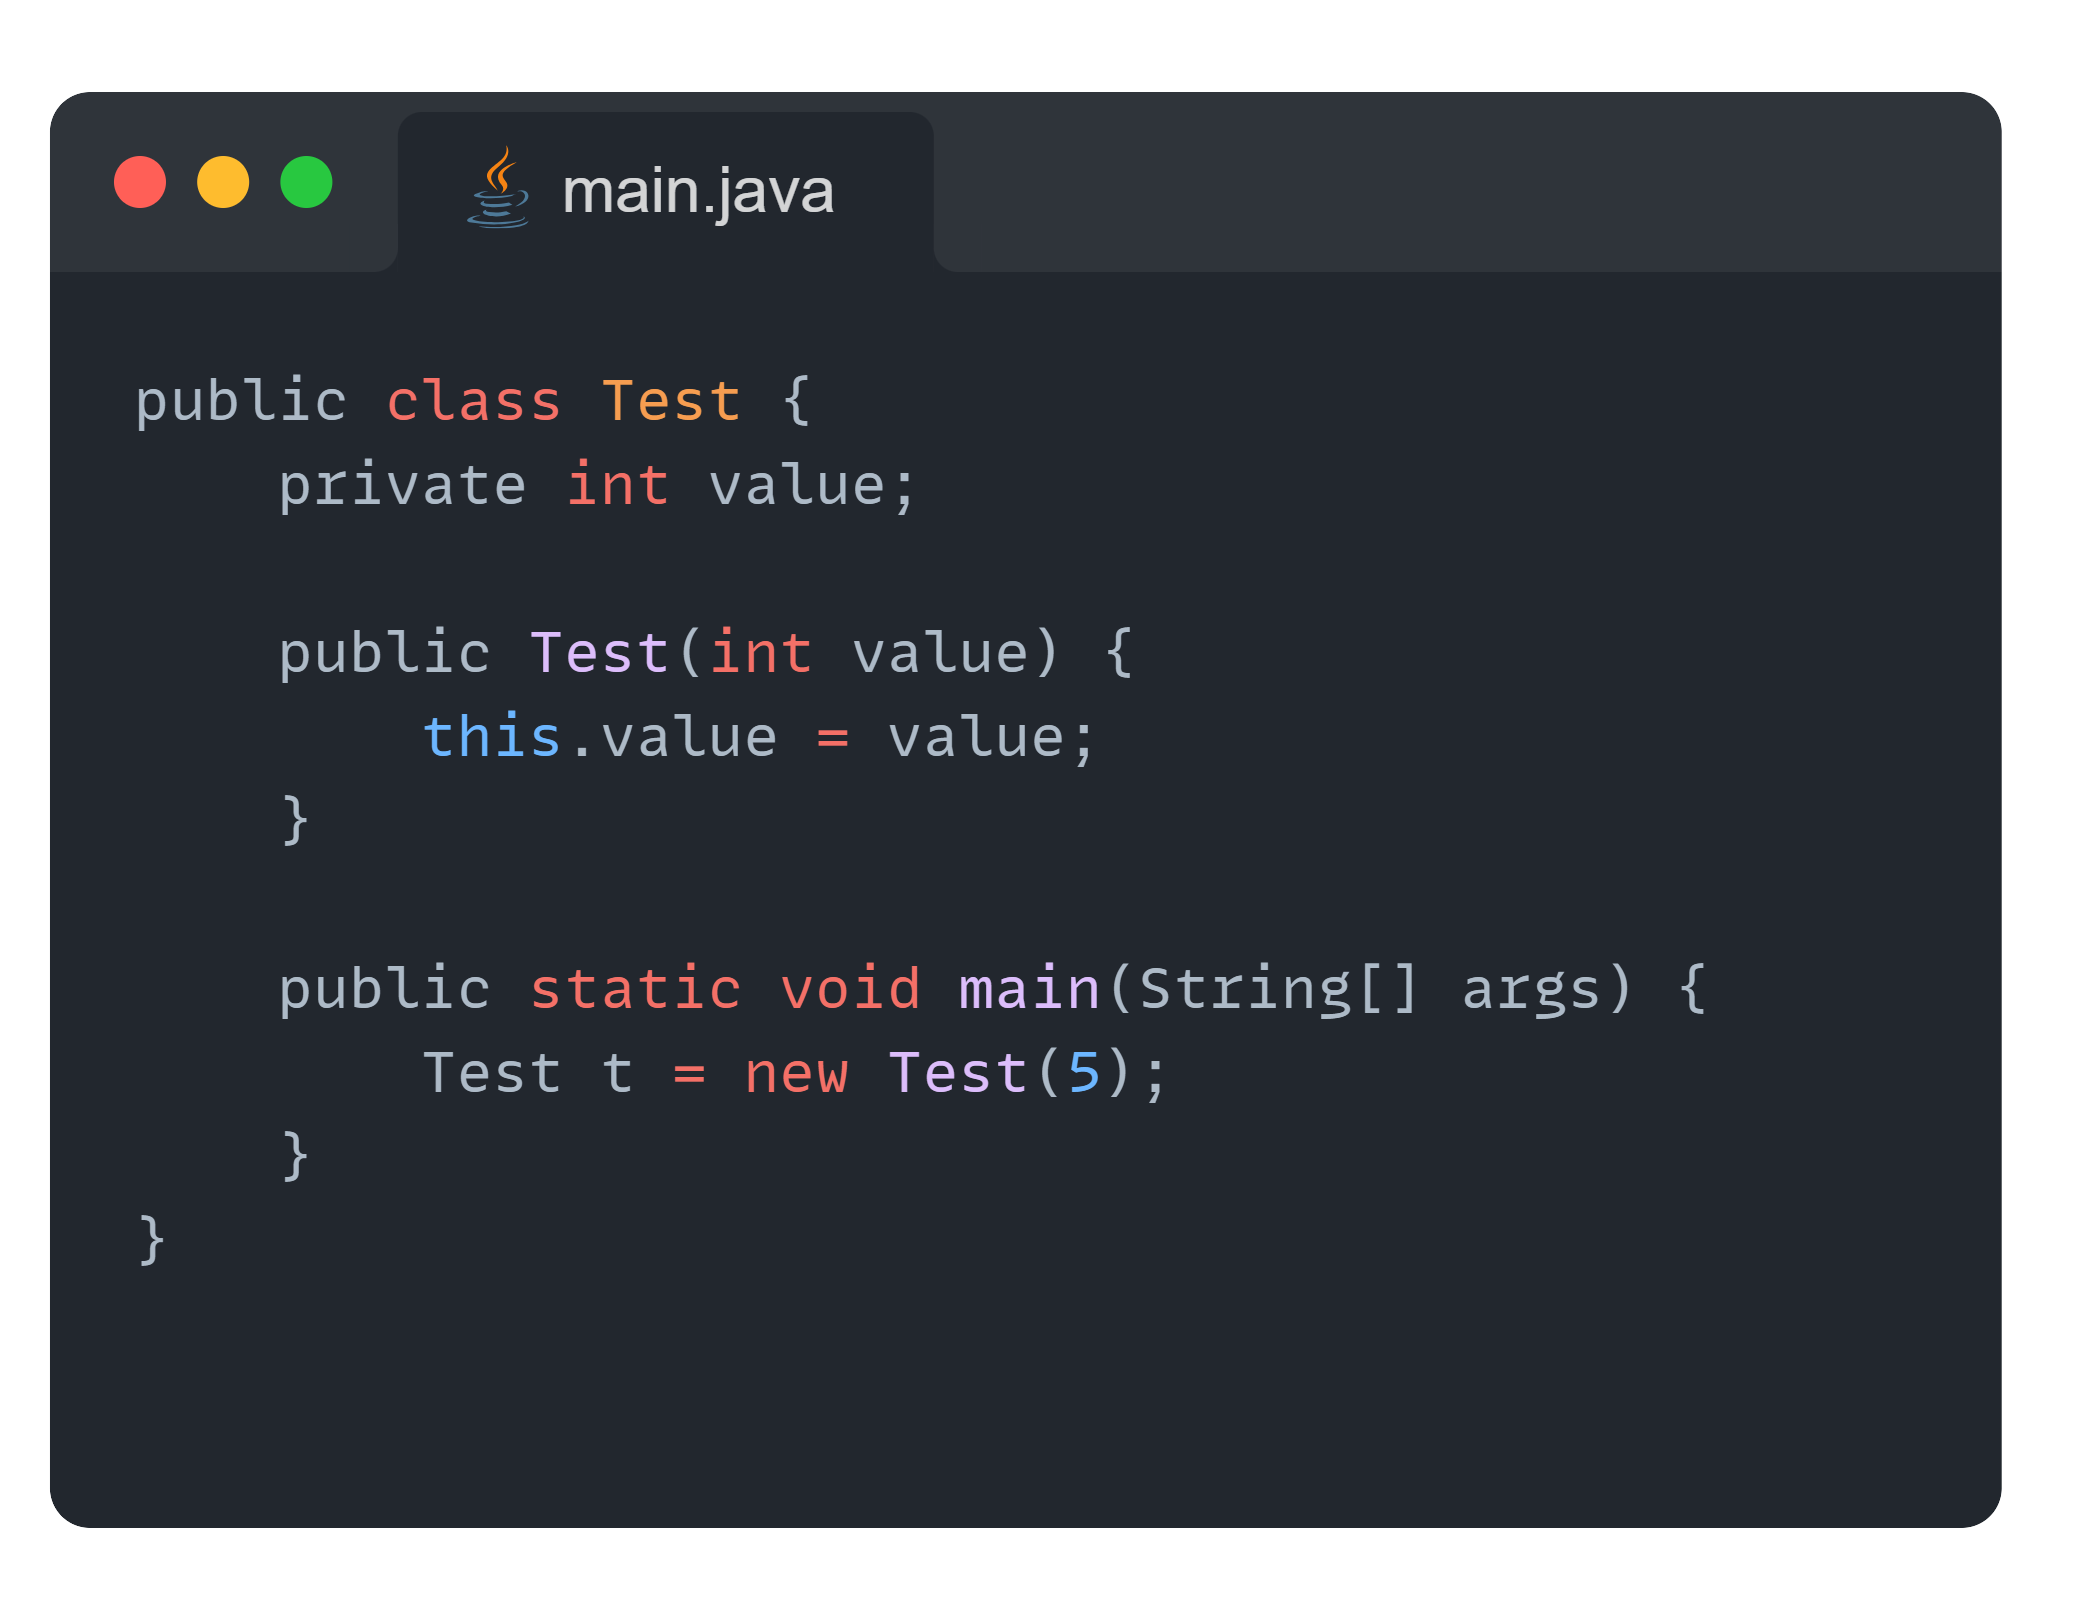 main.java
public class Test {
    private int value;

    public Test(int value) {
        this.value = value;
    }

    public static void main(String[] args) {
        Test t = new Test(5);
    }
}